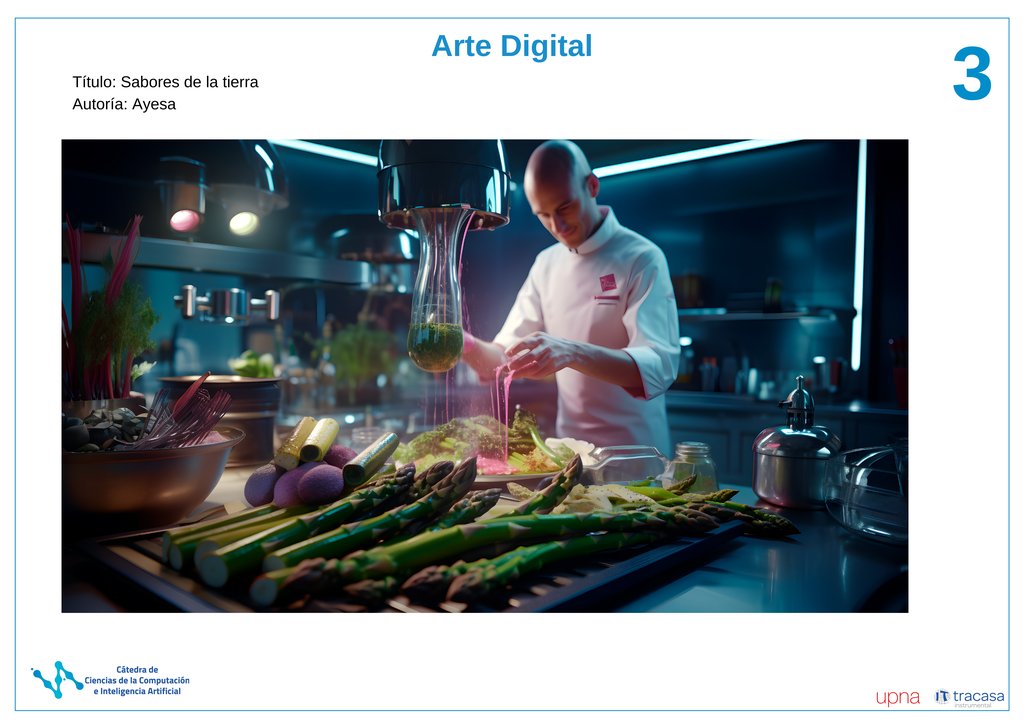 Arte Digital
3
Título: Sabores de la tierra
Autoría: Ayesa
Cátedra de
Ciencias de la Computación
e Inteligencia Artificial
upna
tracasa
instrumental